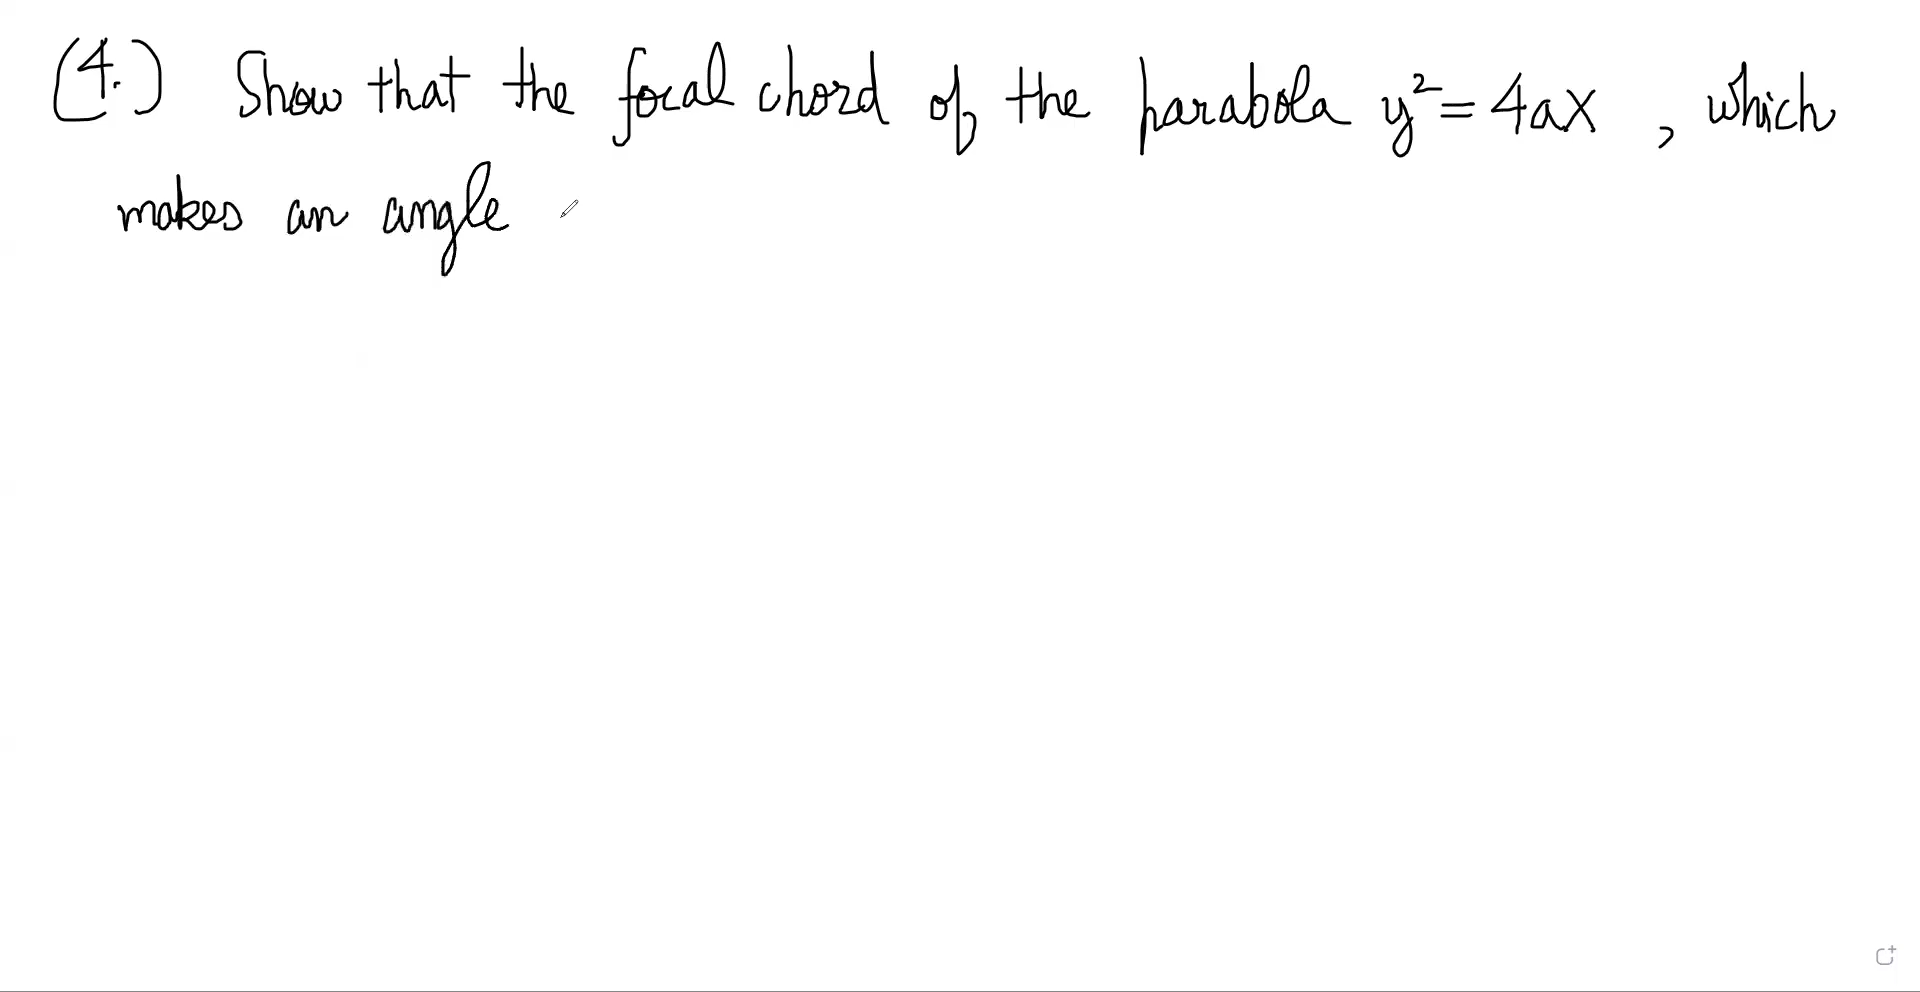 (4.) Show that the focal chord of the parabola y² = 4ax , which
makes an angle